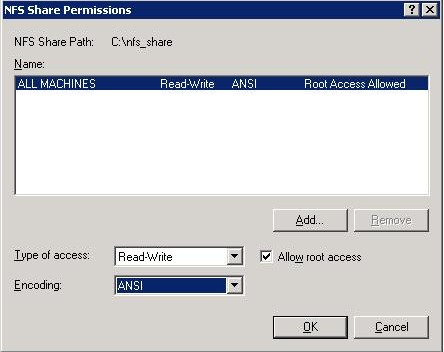 NFS Share Permissions
NFS Share Path: C:\nfs_share
Name:
ALL MACHINES Read-Write ANSI Root Access Allowed
Add... Remove
Type of access: Read-Write Allow root access
Encoding: ANSI
OK Cancel